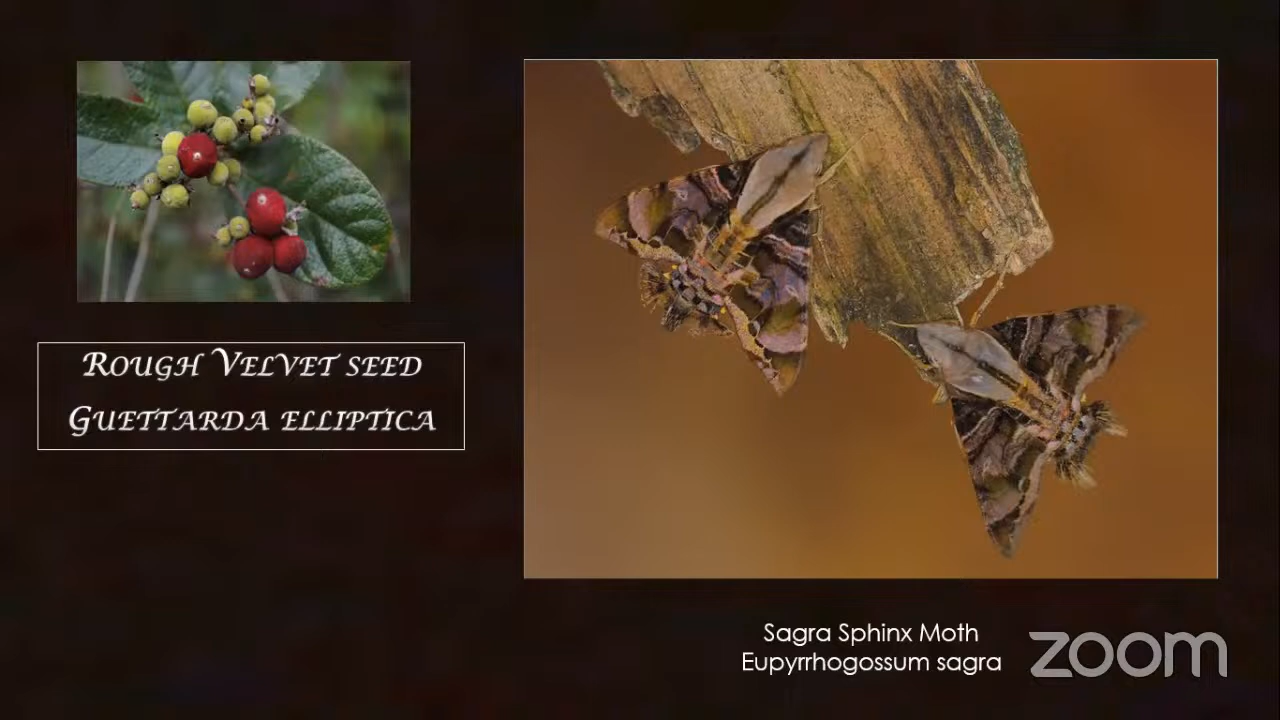 Rough Velvet seed
Guettarda elliptica
Sagra Sphinx Moth
Eupyrrhogossum sagra
zoom